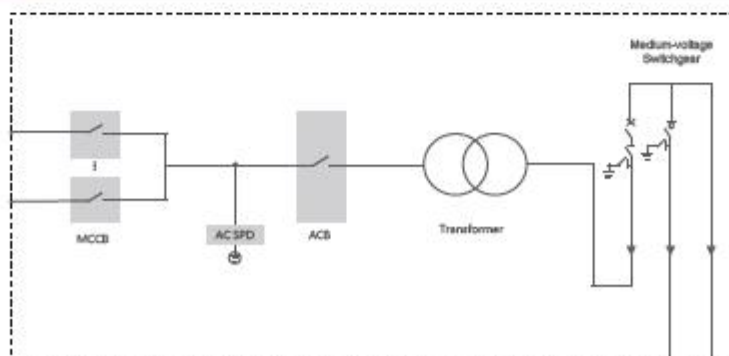 Medium-voltage
Switchgear
MCCB
AC SPD
ACB
Transformer